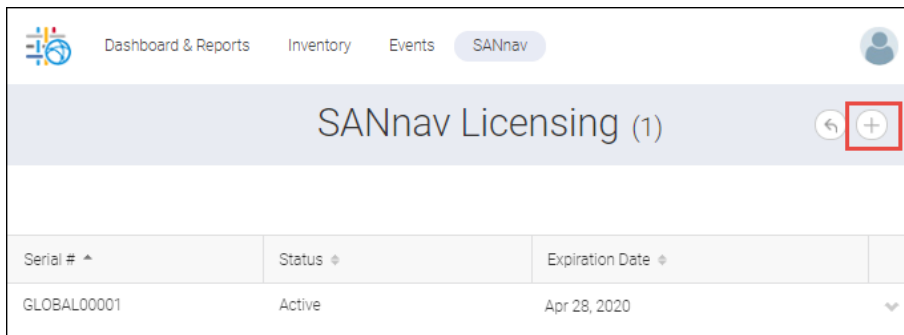 Dashboard & Reports Inventory Events SANnav
SANnav Licensing (1)
Serial # Status Expiration Date
GLOBAL00001 Active Apr 28, 2020